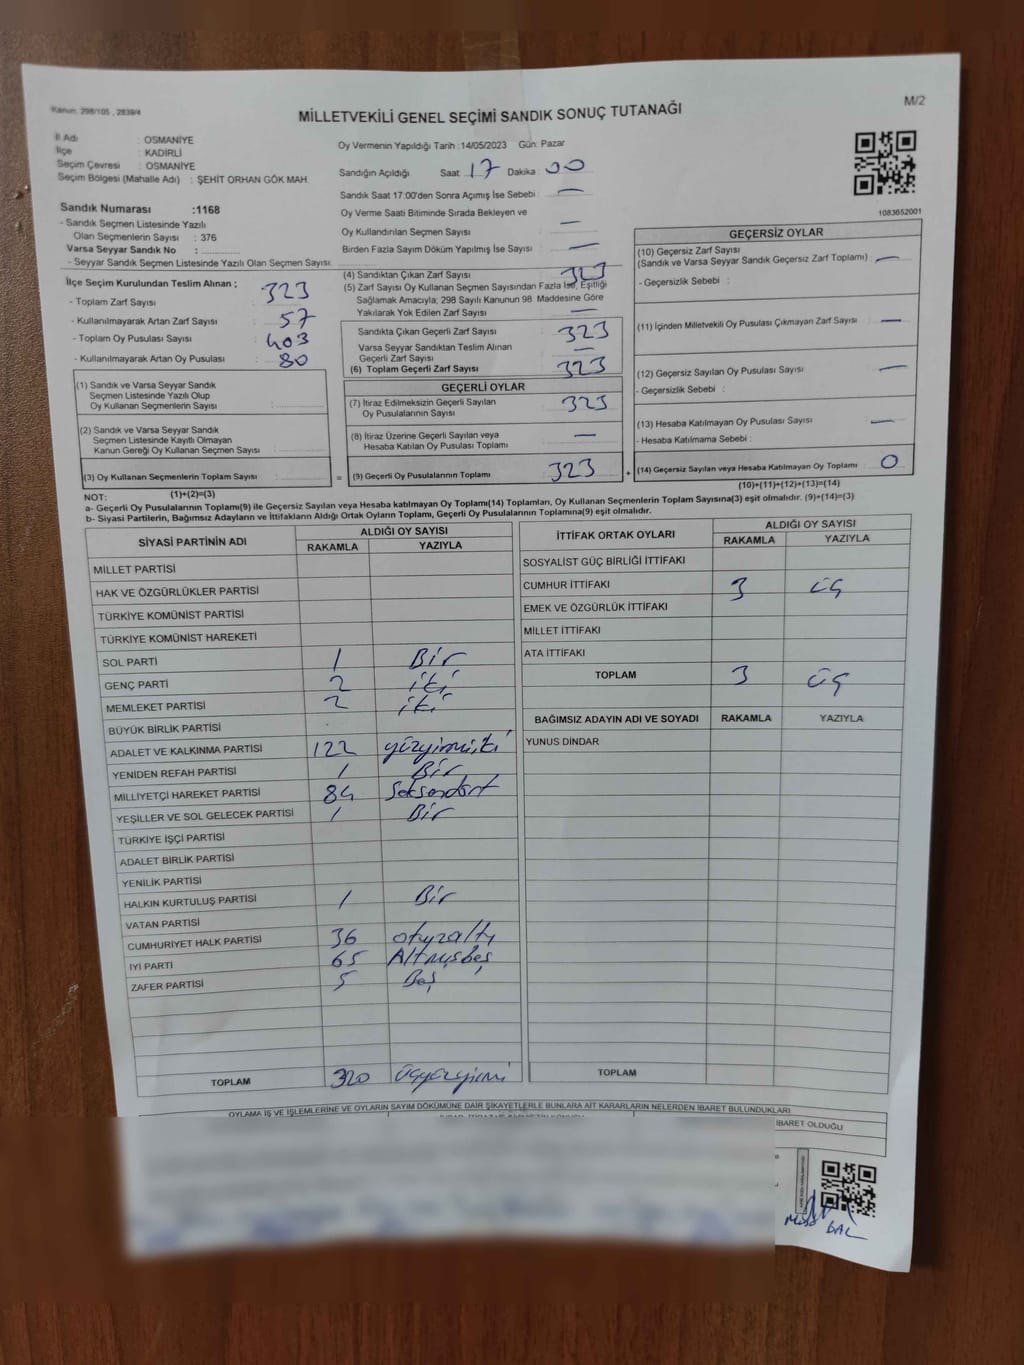 Kanun: 298/105 , 2839/4
MİLLETVEKİLİ GENEL SEÇİMİ SANDIK SONUÇ TUTANAĞI
M/2
İl Adı : OSMANİYE
İlçe : KADİRLİ
Seçim Çevresi : OSMANİYE
Seçim Bölgesi (Mahalle Adı) : ŞEHİT ORHAN GÖK MAH.
Sandık Numarası :1168
- Sandık Seçmen Listesinde Yazılı
Olan Seçmenlerin Sayısı : 376
Varsa Seyyar Sandık No :
- Seyyar Sandık Seçmen Listesinde Yazılı Olan Seçmen Sayısı:
Oy Vermenin Yapıldığı Tarih :14/05/2023 Gün: Pazar
Sandığın Açıldığı Saat 17 Dakika 00
Sandık Saat 17:00'den Sonra Açımış İse Sebebi : —
Oy Verme Saati Bitiminde Sırada Bekleyen ve
Oy Kullandırılan Seçmen Sayısı : —
Birden Fazla Sayım Döküm Yapılmış İse Sayısı : —
1083652001
İlçe Seçim Kurulundan Teslim Alınan ;
- Toplam Zarf Sayısı : 323
- Kullanılmayarak Artan Zarf Sayısı : 57
- Toplam Oy Pusulası Sayısı : 403
- Kullanılmayarak Artan Oy Pusulası : 80
(1) Sandık ve Varsa Seyyar Sandık
Seçmen Listesinde Yazılı Olup
Oy Kullanan Seçmenlerin Sayısı :
(2) Sandık ve Varsa Seyyar Sandık
Seçmen Listesinde Kayıtlı Olmayan
Kanun Gereği Oy Kullanan Seçmen Sayısı :
(3) Oy Kullanan Seçmenlerin Toplam Sayısı :
(1)+(2)=(3)
(4) Sandıktan Çıkan Zarf Sayısı : 323
(5) Zarf Sayısı Oy Kullanan Seçmen Sayısından Fazla İse, Eşitliği
Sağlamak Amacıyla; 298 Sayılı Kanunun 98 Maddesine Göre
Yakılarak Yok Edilen Zarf Sayısı : —
Sandıkta Çıkan Geçerli Zarf Sayısı : 323
Varsa Seyyar Sandıktan Teslim Alınan
Geçerli Zarf Sayısı : —
(6) Toplam Geçerli Zarf Sayısı : 323
GEÇERLİ OYLAR
(7) İtiraz Edilmeksizin Geçerli Sayılan
Oy Pusulalarının Sayısı : 323
(8) İtiraz Üzerine Geçerli Sayılan veya
Hesaba Katılan Oy Pusulası Toplamı : —
= (9) Geçerli Oy Pusulalarının Toplamı : 323 +
GEÇERSİZ OYLAR
(10) Geçersiz Zarf Sayısı
(Sandık ve Varsa Seyyar Sandık Geçersiz Zarf Toplamı) : —
- Geçersizlik Sebebi :
(11) İçinden Milletvekili Oy Pusulası Çıkmayan Zarf Sayısı : —
(12) Geçersiz Sayılan Oy Pusulası Sayısı : —
- Geçersizlik Sebebi :
(13) Hesaba Katılmayan Oy Pusulası Sayısı : —
- Hesaba Katılmama Sebebi :
(14) Geçersiz Sayılan veya Hesaba Katılmayan Oy Toplamı : 0
(10)+(11)+(12)+(13)=(14)
NOT:
a- Geçerli Oy Pusulalarının Toplamı(9) ile Geçersiz Sayılan veya Hesaba katılmayan Oy Toplamı(14) Toplamları, Oy Kullanan Seçmenlerin Toplam Sayısına(3) eşit olmalıdır. (9)+(14)=(3)
b- Siyasi Partilerin, Bağımsız Adayların ve İttifakların Aldığı Ortak Oyların Toplamı, Geçerli Oy Pusulalarının Toplamına(9) eşit olmalıdır.
SİYASİ PARTİNİN ADI ALDIĞI OY SAYISI
RAKAMLA YAZIYLA
MİLLET PARTİSİ
HAK VE ÖZGÜRLÜKLER PARTİSİ
TÜRKİYE KOMÜNİST PARTİSİ
TÜRKİYE KOMÜNİST HAREKETİ
SOL PARTİ 1 Bir
GENÇ PARTİ 2 iki
MEMLEKET PARTİSİ 2 iki
BÜYÜK BİRLİK PARTİSİ
ADALET VE KALKINMA PARTİSİ 122 yüzyirmiiki
YENİDEN REFAH PARTİSİ 1 Bir
MİLLİYETÇİ HAREKET PARTİSİ 84 Seksendört
YEŞİLLER VE SOL GELECEK PARTİSİ 1 Bir
TÜRKİYE İŞÇİ PARTİSİ
ADALET BİRLİK PARTİSİ
YENİLİK PARTİSİ
HALKIN KURTULUŞ PARTİSİ 1 Bir
VATAN PARTİSİ
CUMHURİYET HALK PARTİSİ 36 otuzaltı
İYİ PARTİ 65 Altmışbeş
ZAFER PARTİSİ 5 Beş
TOPLAM 320 üçyüzyirmi
İTTİFAK ORTAK OYLARI ALDIĞI OY SAYISI
RAKAMLA YAZIYLA
SOSYALİST GÜÇ BİRLİĞİ İTTİFAKI
CUMHUR İTTİFAKI 3 üç
EMEK VE ÖZGÜRLÜK İTTİFAKI
MİLLET İTTİFAKI
ATA İTTİFAKI
TOPLAM 3 üç
BAĞIMSIZ ADAYIN ADI VE SOYADI RAKAMLA YAZIYLA
YUNUS DİNDAR
TOPLAM
OYLAMA İŞ VE İŞLEMLERİNE VE OYLARIN SAYIM DÖKÜMÜNE DAİR ŞİKAYETLERLE BUNLARA AİT KARARLARIN NELERDEN İBARET BULUNDUKLARI
İBARET OLDUĞU